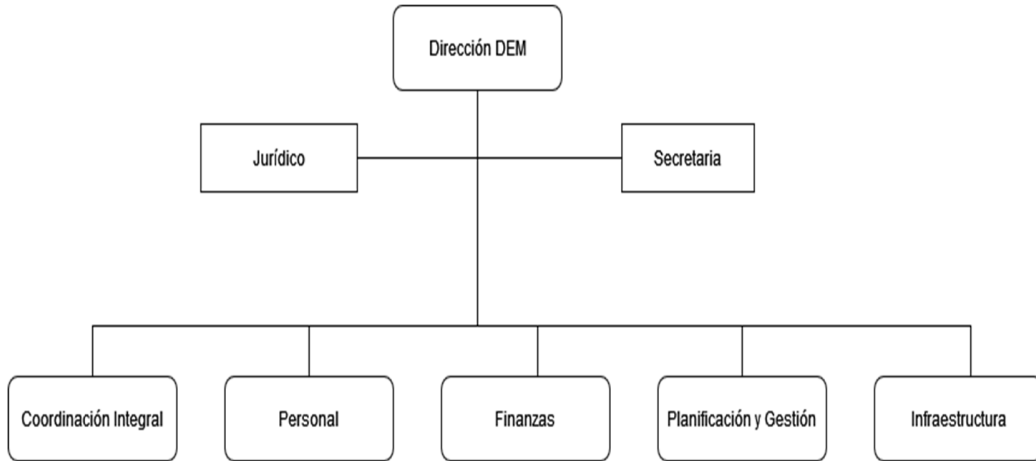 Dirección DEM
Jurídico
Secretaria
Coordinación Integral
Personal
Finanzas
Planificación y Gestión
Infraestructura